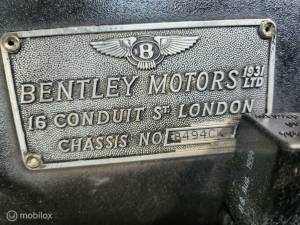 B
BENTLEY MOTORS 1931 LTD
16 CONDUIT ST. LONDON
CHASSIS NO
mobilox